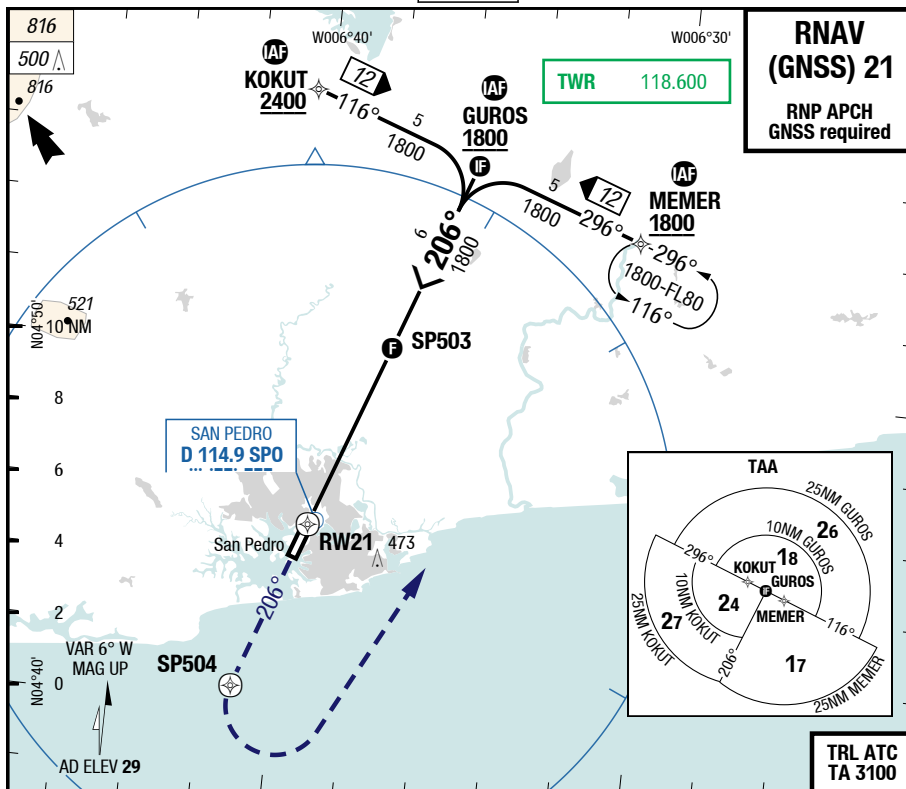 816
500
816
W006°40'
W006°30'
RNAV
(GNSS) 21
RNP APCH
GNSS required
TWR 118.600
IAF
KOKUT
2400
12
116°
5
1800
IAF
GUROS
1800
IF
IAF
MEMER
1800
12
5
1800
296°
296°
1800-FL80
116°
206°
6
1800
N04°50'
521
10 NM
F
SP503
8
SAN PEDRO
D 114.9 SPO
6
4
San Pedro
RW21
473
2
206°
VAR 6° W
MAG UP
SP504
N04°40'
0
AD ELEV 29
TAA
25NM GUROS
26
10NM GUROS
18
296°
KOKUT
GUROS
IF
MEMER
10NM KOKUT
24
25NM KOKUT
27
206°
116°
17
25NM MEMER
TRL ATC
TA 3100